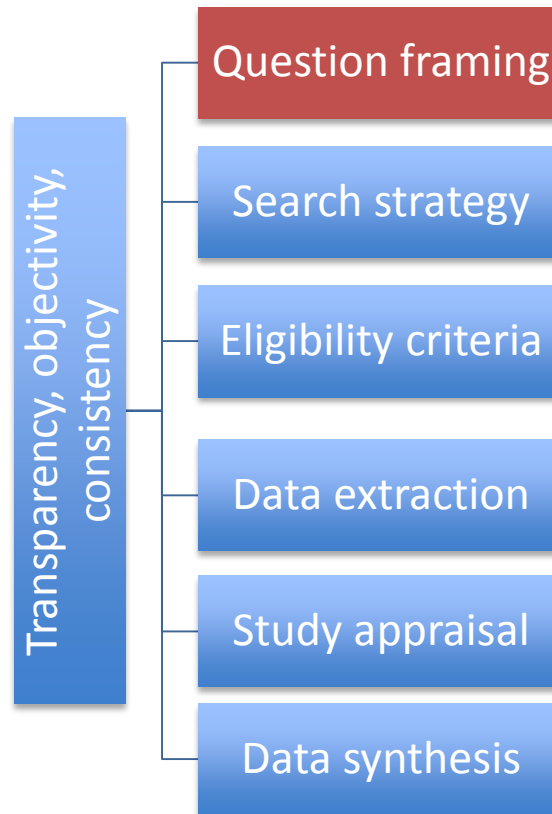 Question framing
Search strategy
Eligibility criteria
Data extraction
Study appraisal
Data synthesis
Transparency, objectivity,
consistency